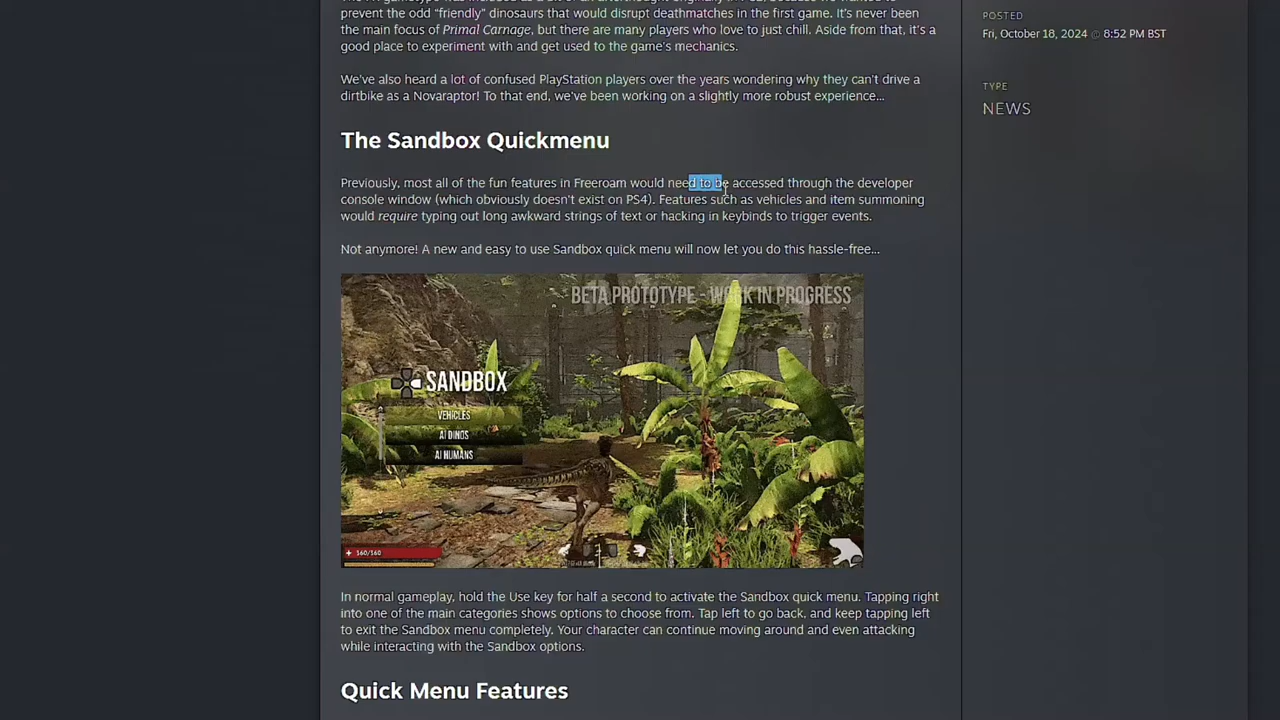 prevent the odd "friendly" dinosaurs that would disrupt deathmatches in the first game. It's never been
the main focus of Primal Carnage, but there are many players who love to just chill. Aside from that, it's a
good place to experiment with and get used to the game's mechanics.
We've also heard a lot of confused PlayStation players over the years wondering why they can't drive a
dirtbike as a Novaraptor! To that end, we've been working on a slightly more robust experience...
The Sandbox Quickmenu
Previously, most all of the fun features in Freeroam would need to be accessed through the developer
console window (which obviously doesn't exist on PS4). Features such as vehicles and item summoning
would require typing out long awkward strings of text or hacking in keybinds to trigger events.
Not anymore! A new and easy to use Sandbox quick menu will now let you do this hassle-free...
BETA PROTOTYPE - WORK IN PROGRESS
SANDBOX
VEHICLES
AI DINOS
AI HUMANS
160/160
In normal gameplay, hold the Use key for half a second to activate the Sandbox quick menu. Tapping right
into one of the main categories shows options to choose from. Tap left to go back, and keep tapping left
to exit the Sandbox menu completely. Your character can continue moving around and even attacking
while interacting with the Sandbox options.
Quick Menu Features
POSTED
Fri, October 18, 2024 @ 8:52 PM BST
TYPE
NEWS